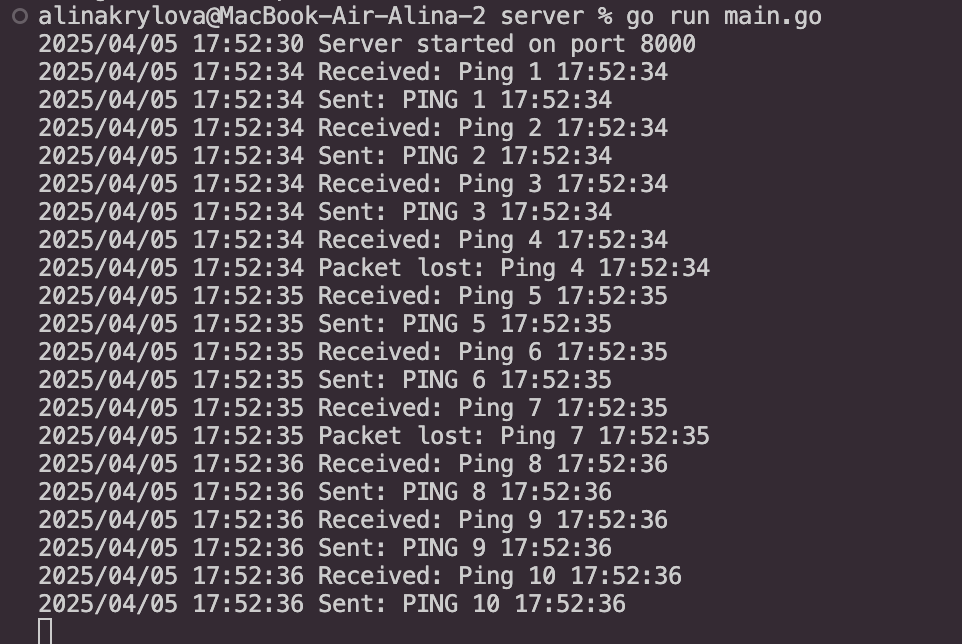 alinakrylova@MacBook-Air-Alina-2 server % go run main.go
2025/04/05 17:52:30 Server started on port 8000
2025/04/05 17:52:34 Received: Ping 1 17:52:34
2025/04/05 17:52:34 Sent: PING 1 17:52:34
2025/04/05 17:52:34 Received: Ping 2 17:52:34
2025/04/05 17:52:34 Sent: PING 2 17:52:34
2025/04/05 17:52:34 Received: Ping 3 17:52:34
2025/04/05 17:52:34 Sent: PING 3 17:52:34
2025/04/05 17:52:34 Received: Ping 4 17:52:34
2025/04/05 17:52:34 Packet lost: Ping 4 17:52:34
2025/04/05 17:52:35 Received: Ping 5 17:52:35
2025/04/05 17:52:35 Sent: PING 5 17:52:35
2025/04/05 17:52:35 Received: Ping 6 17:52:35
2025/04/05 17:52:35 Sent: PING 6 17:52:35
2025/04/05 17:52:35 Received: Ping 7 17:52:35
2025/04/05 17:52:35 Packet lost: Ping 7 17:52:35
2025/04/05 17:52:36 Received: Ping 8 17:52:36
2025/04/05 17:52:36 Sent: PING 8 17:52:36
2025/04/05 17:52:36 Received: Ping 9 17:52:36
2025/04/05 17:52:36 Sent: PING 9 17:52:36
2025/04/05 17:52:36 Received: Ping 10 17:52:36
2025/04/05 17:52:36 Sent: PING 10 17:52:36